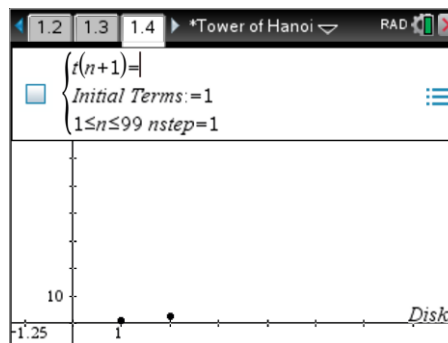 1.2 1.3 1.4 *Tower of Hanoi RAD
t(n+1)=
Initial Terms:=1
1≤n≤99 nstep=1
10
Disk
-1.25 1